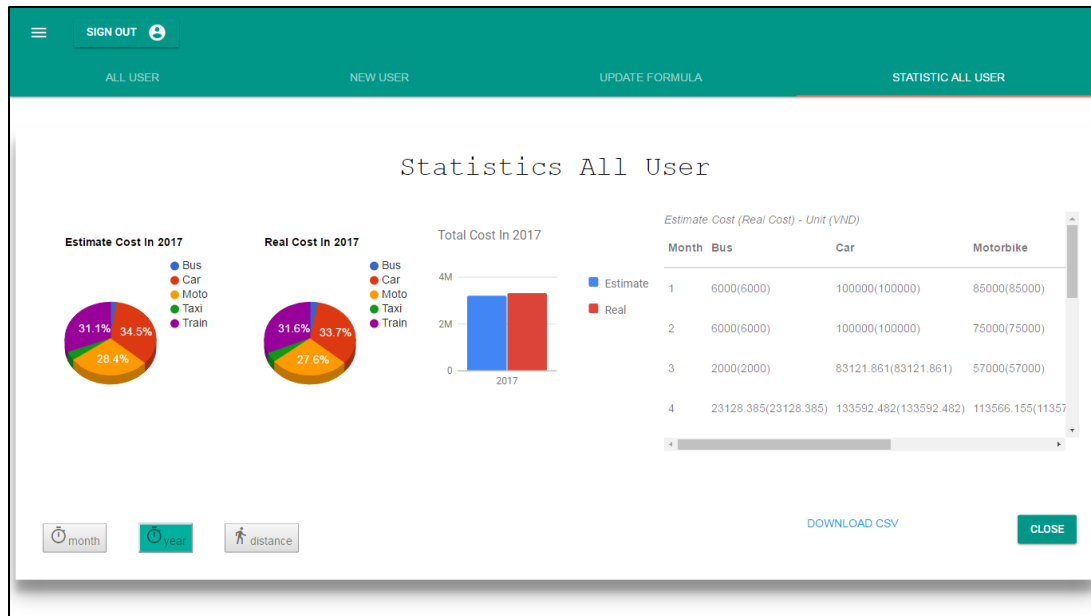 SIGN OUT
ALL USER
NEW USER
UPDATE FORMULA
STATISTIC ALL USER
Statistics All User
Estimate Cost In 2017
Bus
Car
Moto
Taxi
Train
31.1%
34.5%
28.4%
Real Cost In 2017
Bus
Car
Moto
Taxi
Train
31.6%
33.7%
27.6%
Total Cost In 2017
4M
2M
0
2017
Estimate
Real
Estimate Cost (Real Cost) - Unit (VND)
Month Bus Car Motorbike
1 6000(6000) 100000(100000) 85000(85000)
2 6000(6000) 100000(100000) 75000(75000)
3 2000(2000) 83121.861(83121.861) 57000(57000)
4 23128.385(23128.385) 133592.482(133592.482) 113566.155(11357
month
year
distance
DOWNLOAD CSV
CLOSE